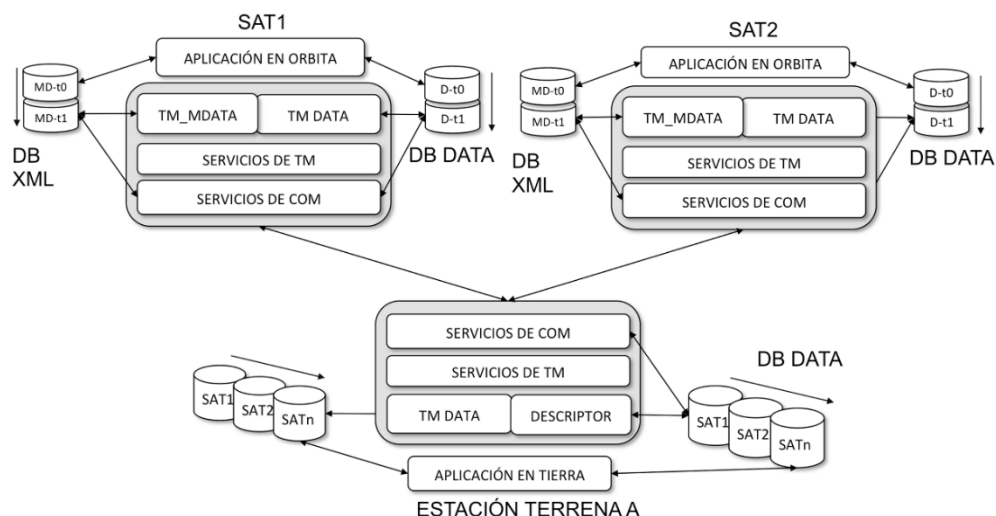 SAT1
APLICACIÓN EN ORBITA
MD-t0
MD-t1
DB
XML
TM_MDATA
TM DATA
SERVICIOS DE TM
SERVICIOS DE COM
D-t0
D-t1
DB DATA
SAT2
APLICACIÓN EN ORBITA
MD-t0
MD-t1
DB
XML
TM_MDATA
TM DATA
SERVICIOS DE TM
SERVICIOS DE COM
D-t0
D-t1
DB DATA
SERVICIOS DE COM
SERVICIOS DE TM
TM DATA
DESCRIPTOR
SAT1
SAT2
SATn
DB DATA
SAT1
SAT2
SATn
APLICACIÓN EN TIERRA
ESTACIÓN TERRENA A